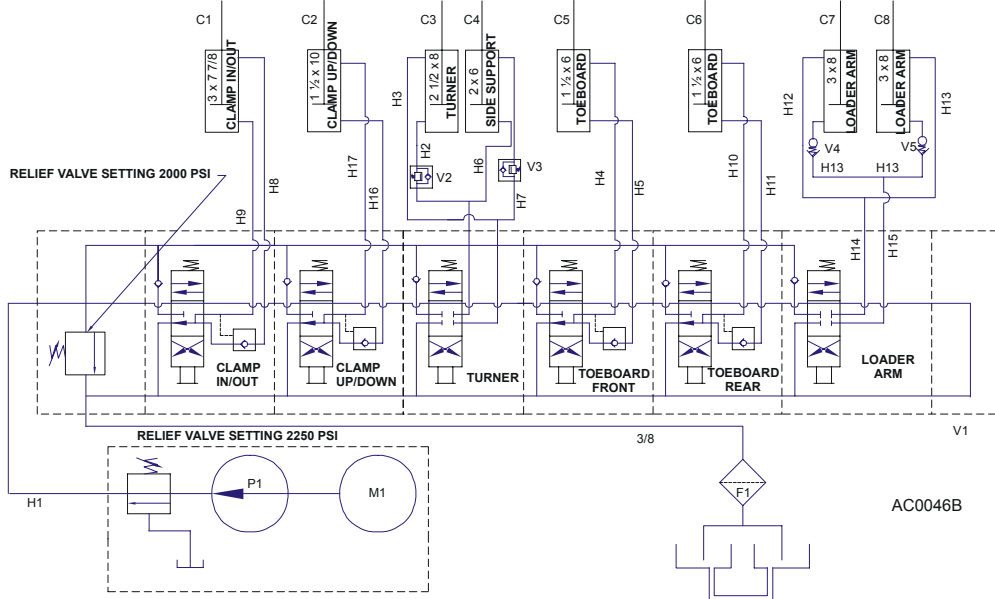 C1
C2
C3
C4
C5
C6
C7
C8
3 x 7 7/8
CLAMP IN/OUT
1 ½ x 10
CLAMP UP/DOWN
2 1/2 x 8
TURNER
2 x 6
SIDE SUPPORT
1 ½ x 6
TOEBOARD
1 ½ x 6
TOEBOARD
3 x 8
LOADER ARM
3 x 8
LOADER ARM
H3
H12
H13
H2
H6
V2
V3
V4
V5
H13
H13
RELIEF VALVE SETTING 2000 PSI
H9
H8
H17
H16
H7
H4
H5
H10
H11
H14
H15
CLAMP
IN/OUT
CLAMP
UP/DOWN
TURNER
TOEBOARD
FRONT
TOEBOARD
REAR
LOADER
ARM
RELIEF VALVE SETTING 2250 PSI
3/8
V1
H1
P1
M1
F1
AC0046B